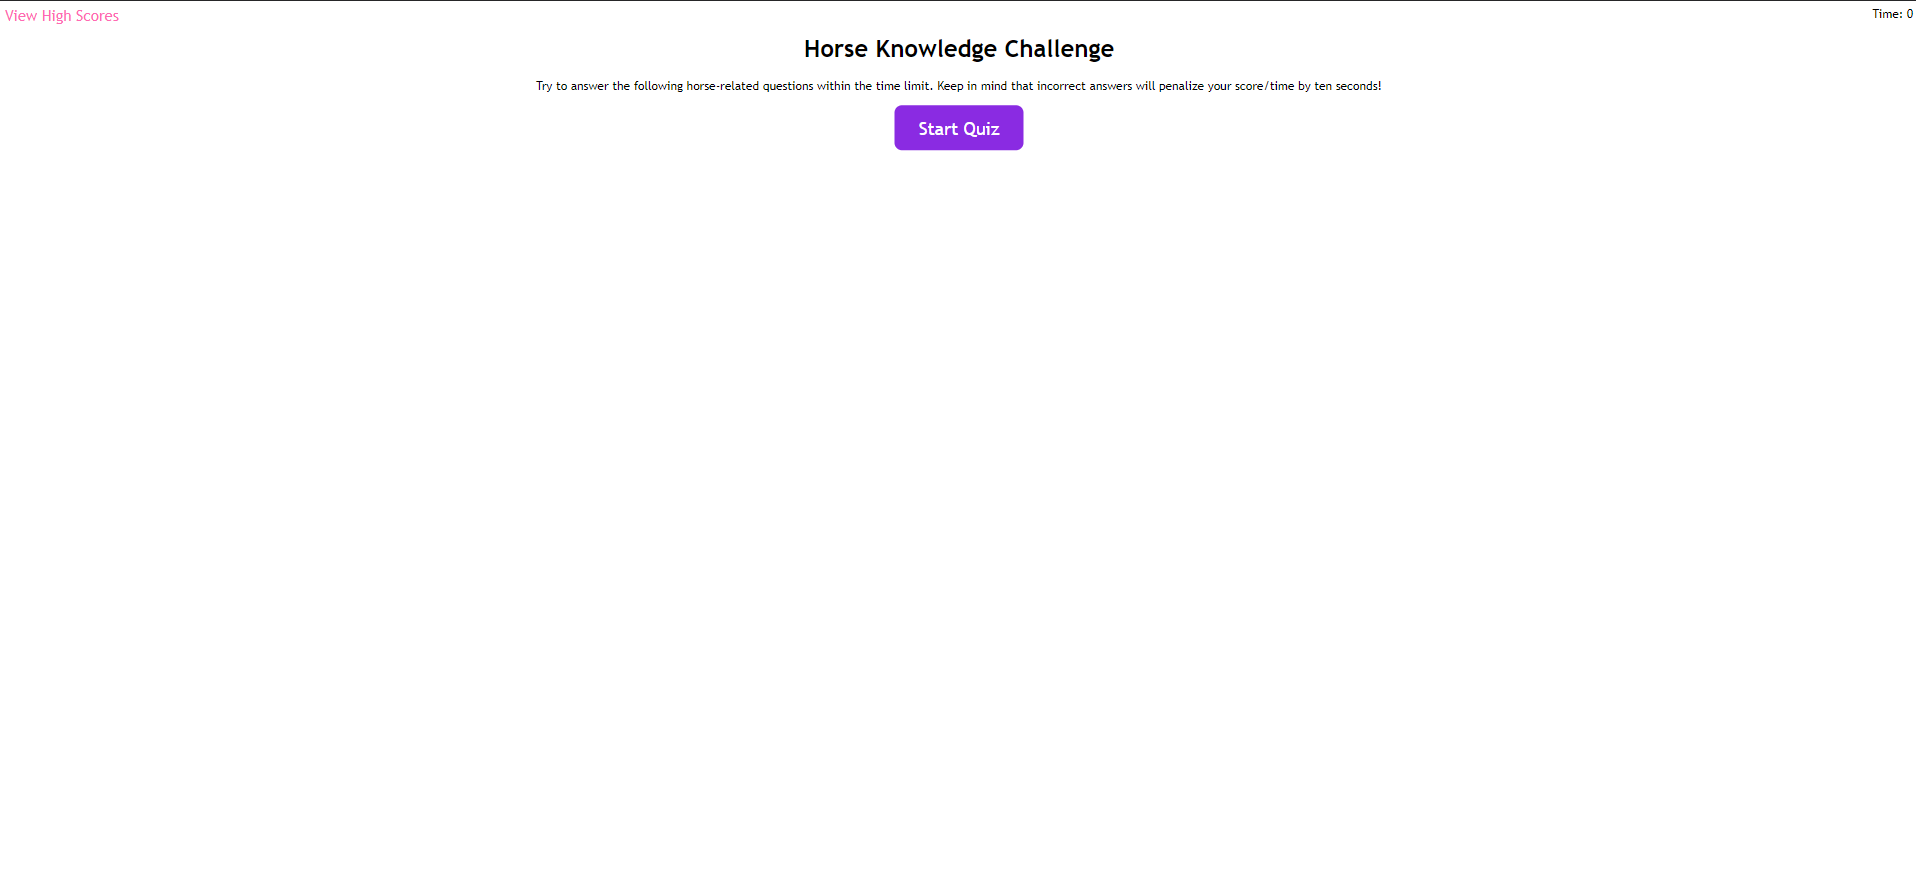 View High Scores
Time: 0
Horse Knowledge Challenge
Try to answer the following horse-related questions within the time limit. Keep in mind that incorrect answers will penalize your score/time by ten seconds!
Start Quiz